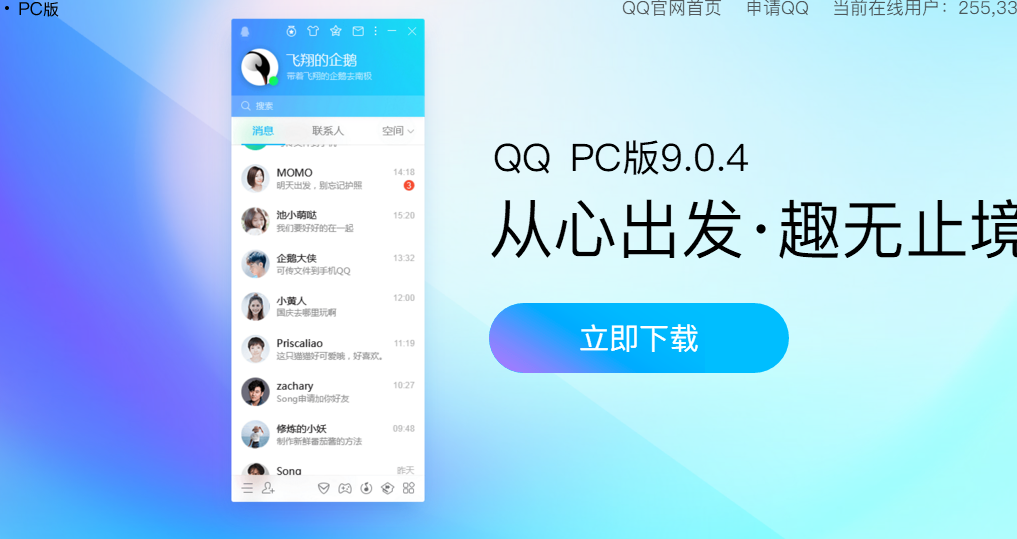 • PC版
QQ官网首页 申请QQ 当前在线用户：255,33
飞翔的企鹅
带着飞翔的企鹅去南极
搜索
消息 联系人 空间
MOMO 14:18
明天出发，别忘记护照 3
池小萌哒 15:20
我们要好好的在一起
企鹅大侠 13:32
可传文件到手机QQ
小黄人 12:00
国庆去哪里玩啊
Priscaliao 11:19
这只猫猫好可爱哦，好喜欢。
zachary 10:27
Song申请加你好友
修炼的小妖 09:48
制作新鲜番茄酱的方法
Song 昨天
QQ PC版9.0.4
从心出发·趣无止境
立即下载